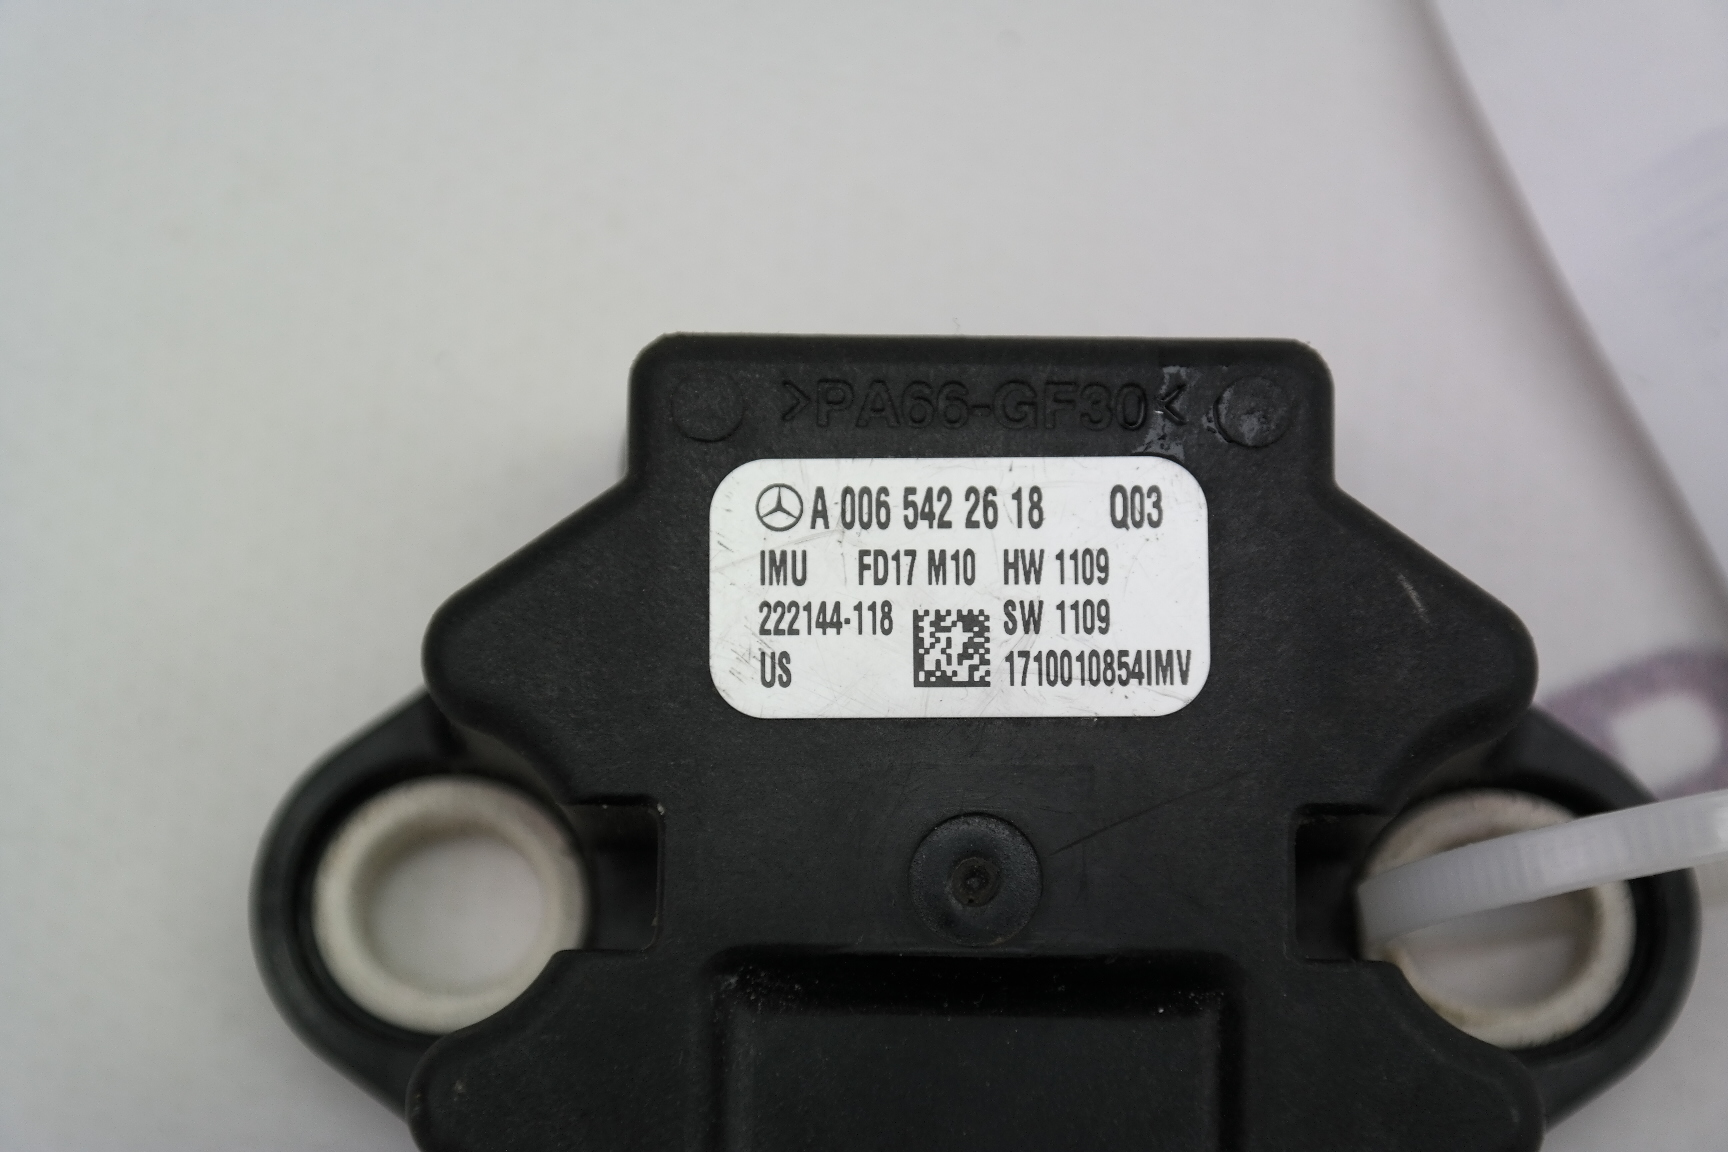 >PA66-GF30<
A 006 542 26 18 Q03
IMU FD17 M10 HW 1109
222144-118 SW 1109
US 1710010854IMV